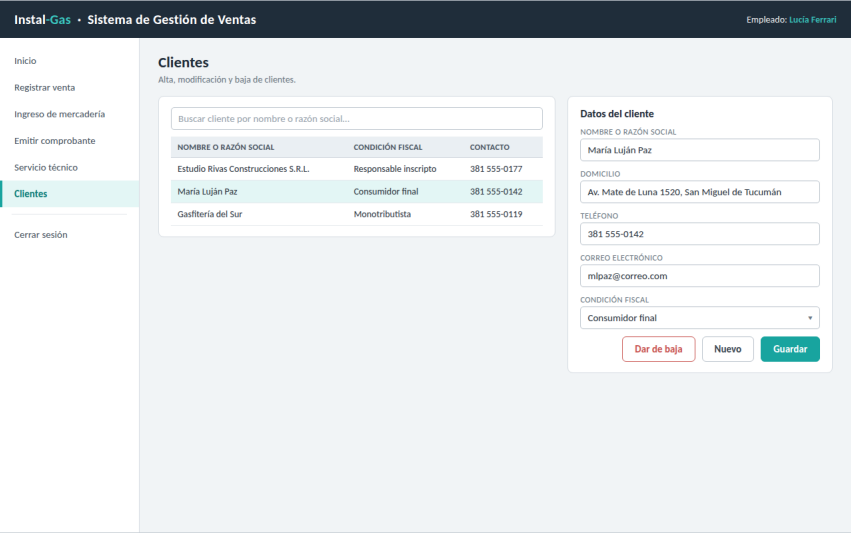 Instal-Gas · Sistema de Gestión de Ventas
Empleado: Lucía Ferrari
Inicio
Registrar venta
Ingreso de mercadería
Emitir comprobante
Servicio técnico
Clientes
Cerrar sesión
Clientes
Alta, modificación y baja de clientes.
Buscar cliente por nombre o razón social...
NOMBRE O RAZÓN SOCIAL CONDICIÓN FISCAL CONTACTO
Estudio Rivas Construcciones S.R.L. Responsable inscripto 381 555-0177
María Luján Paz Consumidor final 381 555-0142
Gasfitería del Sur Monotributista 381 555-0119
Datos del cliente
NOMBRE O RAZÓN SOCIAL
María Luján Paz
DOMICILIO
Av. Mate de Luna 1520, San Miguel de Tucumán
TELÉFONO
381 555-0142
CORREO ELECTRÓNICO
mlpaz@correo.com
CONDICIÓN FISCAL
Consumidor final
Dar de baja Nuevo Guardar